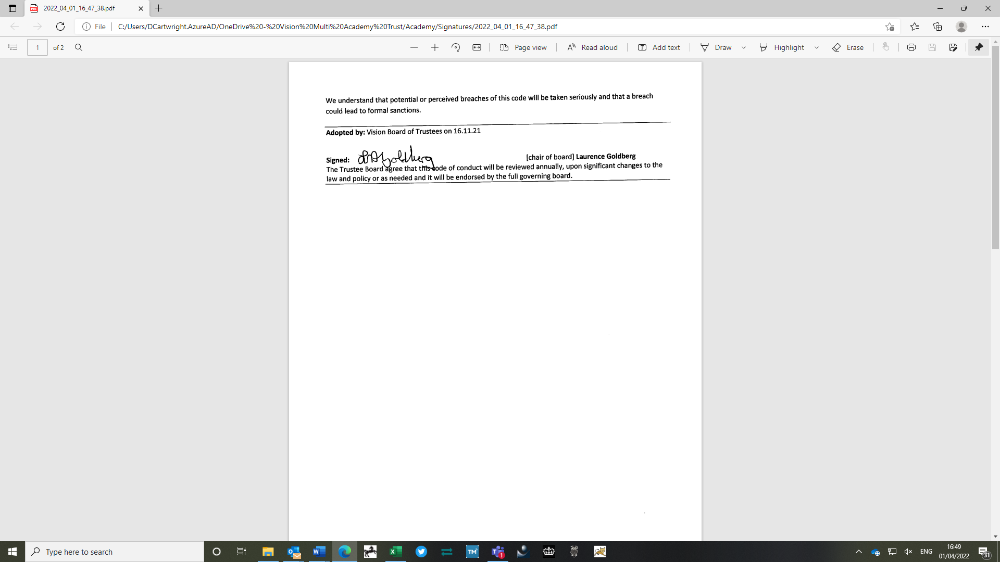 2022_04_01_16_47_38.pdf
File
C:/Users/DCartwright.AzureAD/OneDrive%20-%20Vision%20Multi%20Academy%20Trust/Academy/Signatures/2022_04_01_16_47_38.pdf
1 of 2
Page view
Read aloud
Add text
Draw
Highlight
Erase
We understand that potential or perceived breaches of this code will be taken seriously and that a breach
could lead to formal sanctions.
Adopted by: Vision Board of Trustees on 16.11.21
Signed: Goldberg [chair of board] Laurence Goldberg
The Trustee Board agree that this code of conduct will be reviewed annually, upon significant changes to the
law and policy or as needed and it will be endorsed by the full governing board.
Type here to search
TM
1
ENG
16:49
01/04/2022
31